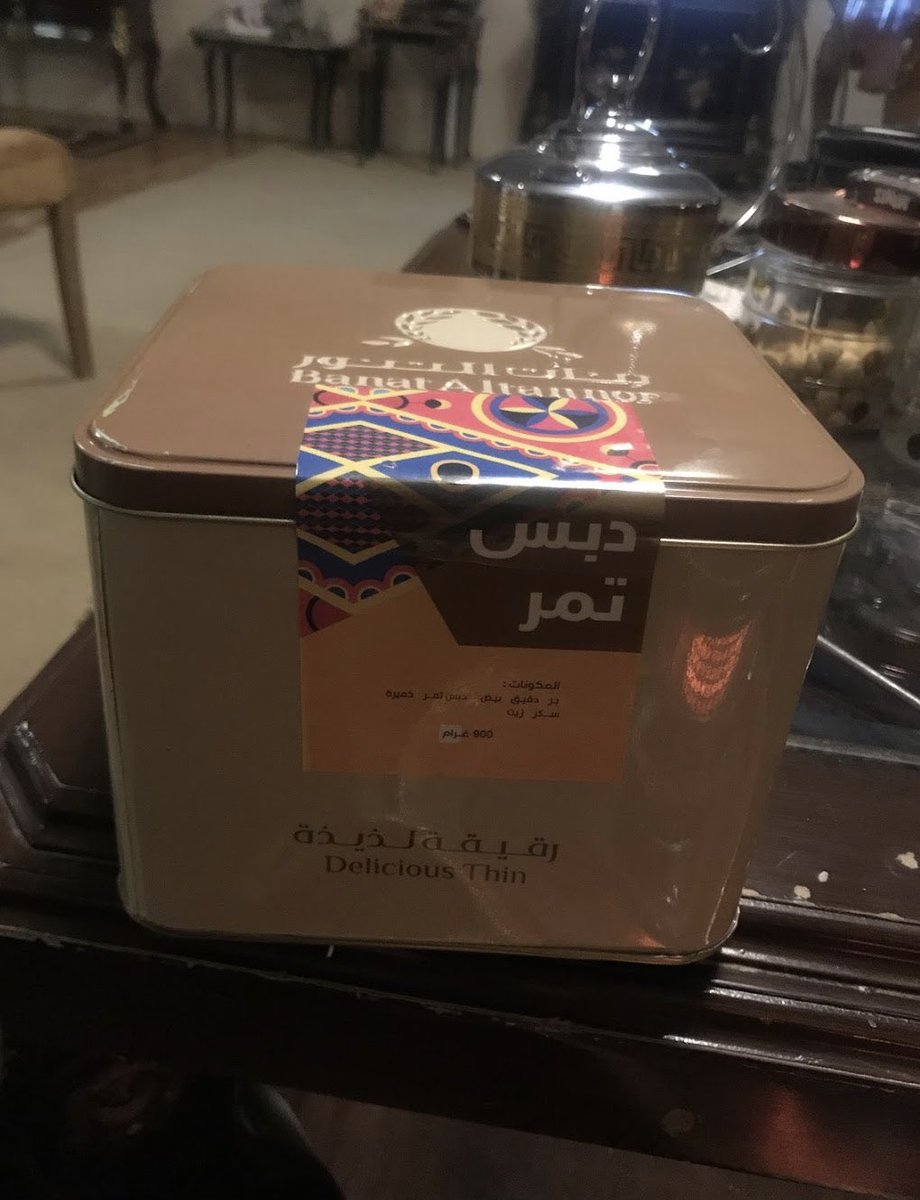 بنات التنور
Banat Altannor
دبس
تمر
المكونات:
بر دقيق بيض دبس تمر خميرة
سكر زيت
900 غرام
رقيقة لذيذة
Delicious Thin